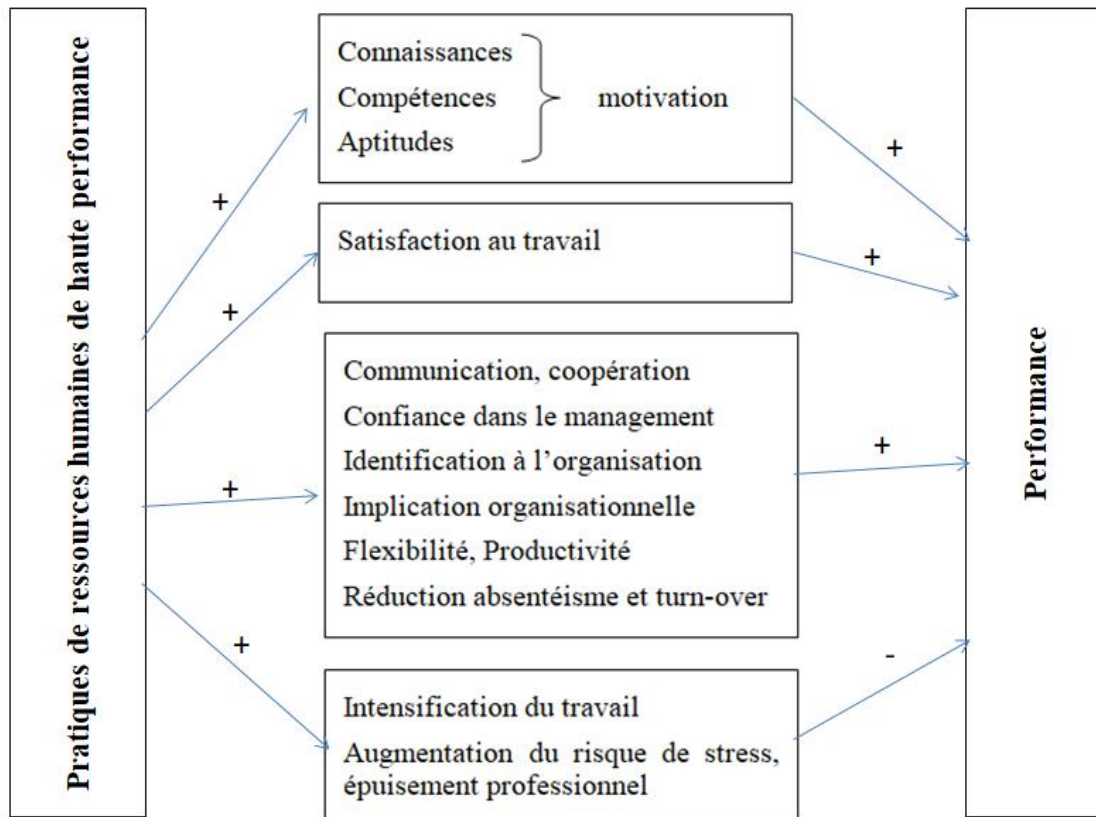 Pratiques de ressources humaines de haute performance
Connaissances
Compétences
Aptitudes
motivation
+
+
Satisfaction au travail
+
+
Communication, coopération
Confiance dans le management
Identification à l'organisation
Implication organisationnelle
Flexibilité, Productivité
Réduction absentéisme et turn-over
+
+
Intensification du travail
Augmentation du risque de stress,
épuisement professionnel
+
-
Performance